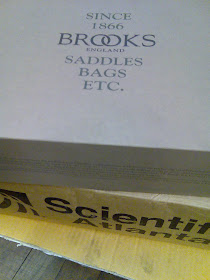 SINCE
1866
BROOKS
ENGLAND
SADDLES
BAGS
ETC.
Scientific
Atlanta